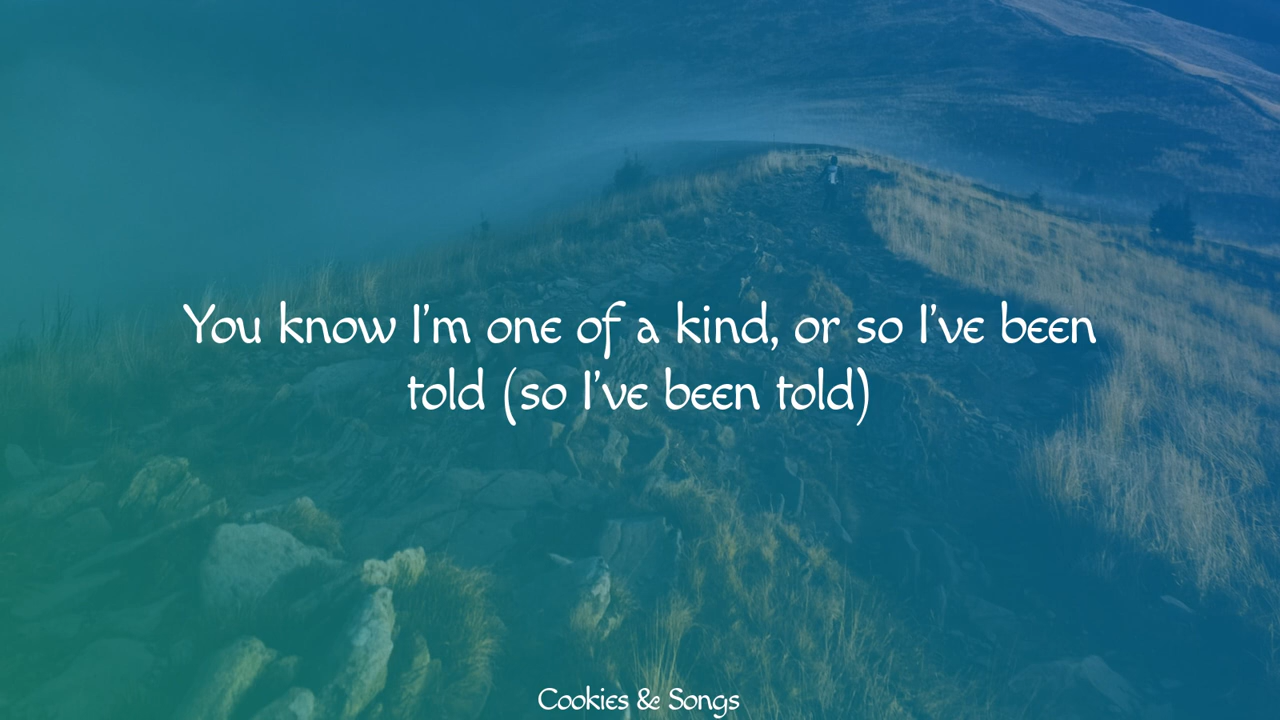 You know I'm one of a kind, or so I've been
told (so I've been told)
Cookies & Songs